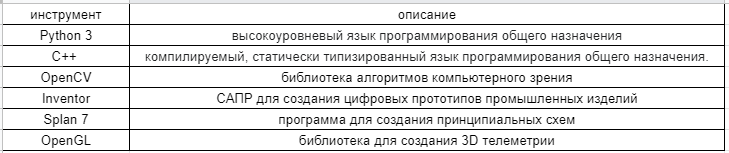 инструмент описание
Python 3 высокоуровневый язык программирования общего назначения
C++ компилируемый, статически типизированный язык программирования общего назначения.
OpenCV библиотека алгоритмов компьютерного зрения
Inventor САПР для создания цифровых прототипов промышленных изделий
Splan 7 программа для создания принципиальных схем
OpenGL библиотека для создания 3D телеметрии